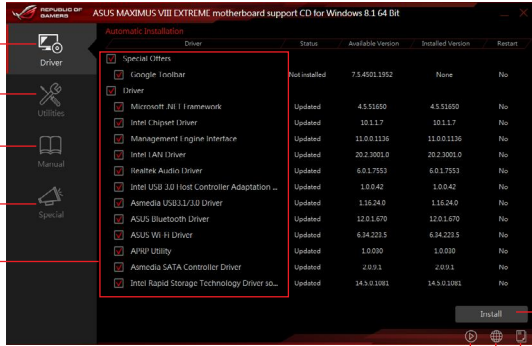 REPUBLIC OF
GAMERS
ASUS MAXIMUS VIII EXTREME motherboard support CD for Windows 8.1 64 Bit
Automatic Installation
Driver Status Available Version Installed Version Restart
Special Offers
Google Toolbar Not installed 7.5.4501.1952 None No
Driver
Microsoft .NET Framework Updated 4.5.51650 4.5.51650 No
Intel Chipset Driver Updated 10.1.1.7 10.1.1.7 No
Management Engine Interface Updated 11.0.0.1136 11.0.0.1136 No
Intel LAN Driver Updated 20.2.3001.0 20.2.3001.0 No
Realtek Audio Driver Updated 6.0.1.7553 6.0.1.7553 No
Intel USB 3.0 Host Controller Adaptation ... Updated 1.0.0.42 1.0.0.42 No
Asmedia USB3.1/3.0 Driver Updated 1.16.24.0 1.16.24.0 No
ASUS Bluetooth Driver Updated 12.0.1.670 12.0.1.670 No
ASUS Wi-Fi Driver Updated 6.34.223.5 6.34.223.5 No
APRP Utility Updated 1.0.030 1.0.030 No
Asmedia SATA Controller Driver Updated 2.0.9.1 2.0.9.1 No
Intel Rapid Storage Technology Driver so... Updated 14.5.0.1081 14.5.0.1081 No
Driver
Utilities
Manual
Special
Install